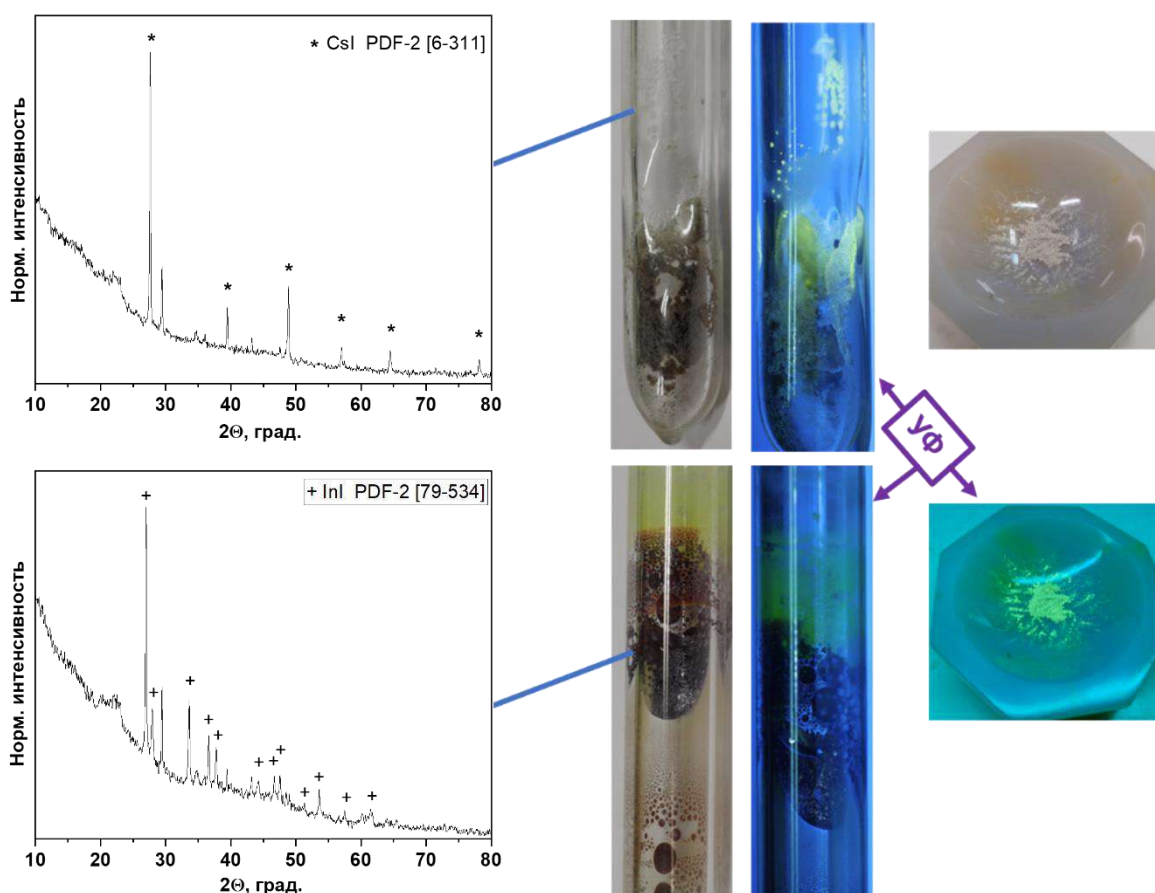 * CsI PDF-2 [6-311]
Норм. интенсивность
* * * * * *
10 20 30 40 50 60 70 80
2Θ, град.
УФ
+ InI PDF-2 [79-534]
Норм. интенсивность
+ + + + + + + + + + + +
10 20 30 40 50 60 70 80
2Θ, град.